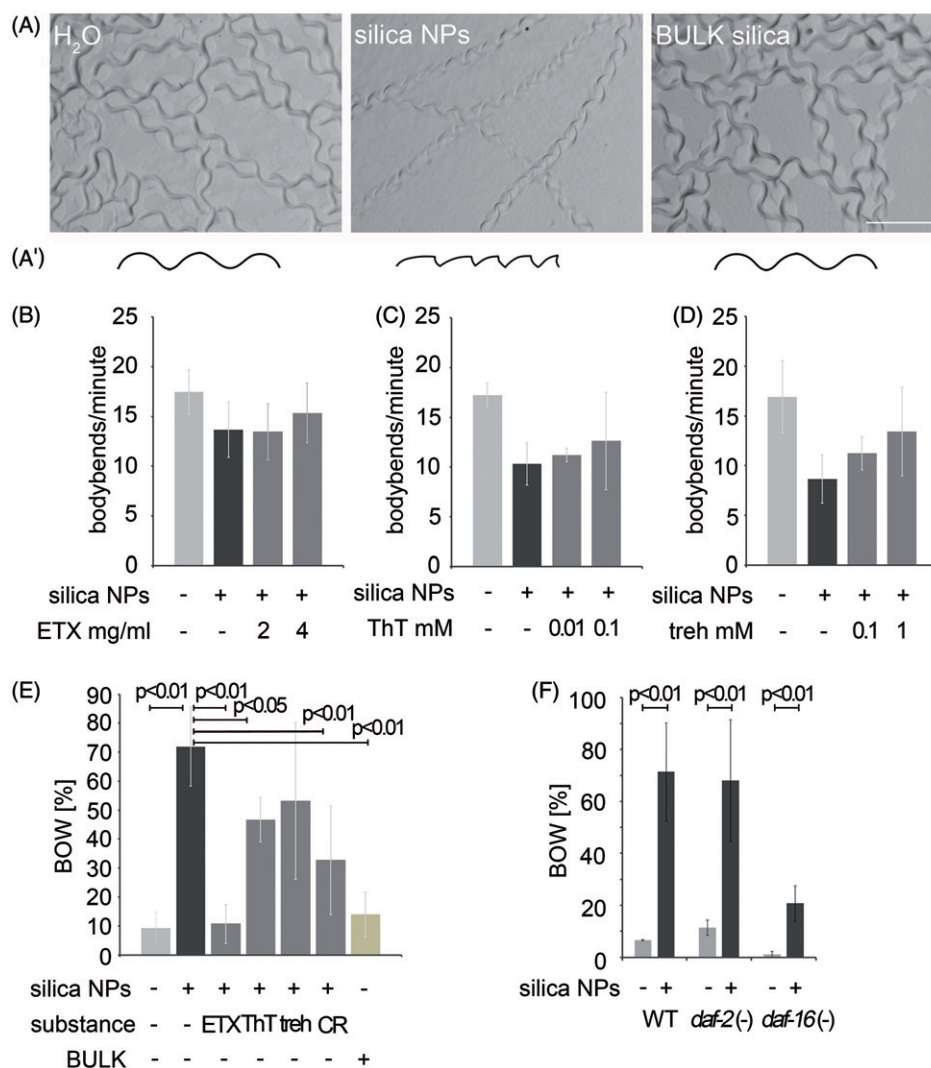 (A)
H₂O
silica NPs
BULK silica
(A')
(B)
25
20
15
10
5
0
bodybends/minute
silica NPs - + + +
ETX mg/ml - - 2 4
(C)
25
20
15
10
5
0
bodybends/minute
silica NPs - + + +
ThT mM - - 0.01 0.1
(D)
25
20
15
10
5
0
bodybends/minute
silica NPs - + + +
treh mM - - 0.1 1
(E)
90
80
70
60
50
40
30
20
10
0
BOW [%]
p<0.01
p<0.01
p<0.05
p<0.01
p<0.01
silica NPs - + + + + + -
substance - - ETX ThT treh CR -
BULK - - - - - - +
(F)
100
80
60
40
20
0
BOW [%]
p<0.01 p<0.01 p<0.01
silica NPs - + - + - +
WT daf-2(-) daf-16(-)